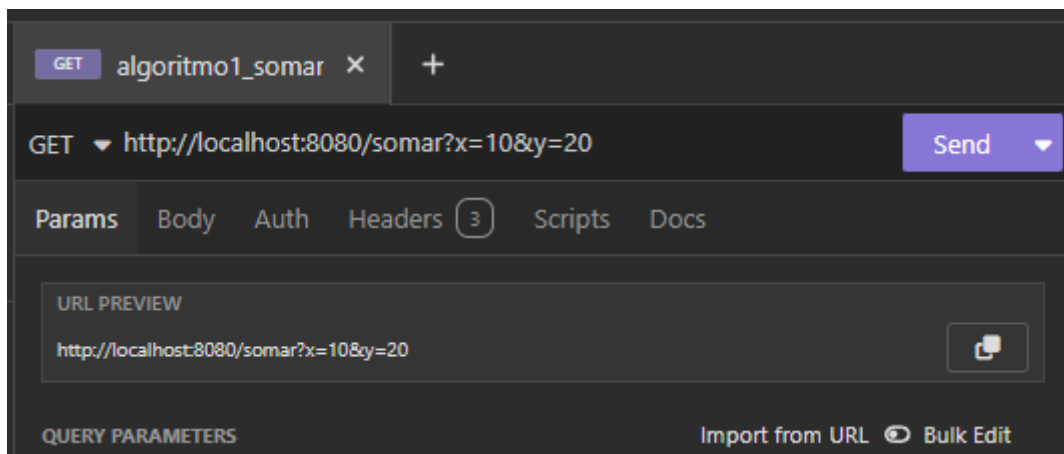 GET algoritmo1_somar × +
GET http://localhost:8080/somar?x=10&y=20 Send
Params Body Auth Headers 3 Scripts Docs
URL PREVIEW
http://localhost:8080/somar?x=10&y=20
QUERY PARAMETERS Import from URL Bulk Edit